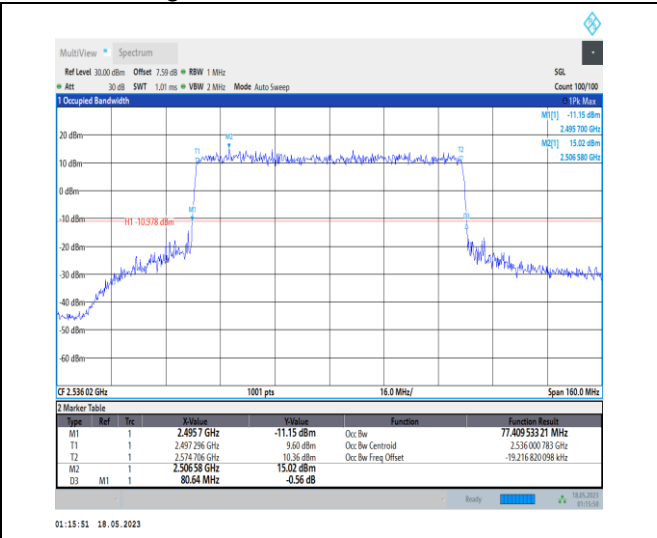 MultiView Spectrum
Ref Level 30.00 dBm Offset 7.59 dB RBW 1 MHz SGL
Att 30 dB SWT 1.01 ms VBW 2 MHz Mode Auto Sweep Count 100/100
1 Occupied Bandwidth 1Pk Max
M1[1] -11.15 dBm
2.495 700 GHz
M2[1] 15.02 dBm
2.506 580 GHz
20 dBm
M2
T1
T2
10 dBm
0 dBm
M1
D3
-10 dBm
H1 -10.978 dBm
-20 dBm
-30 dBm
-40 dBm
-50 dBm
-60 dBm
CF 2.536 02 GHz 1001 pts 16.0 MHz/ Span 160.0 MHz
2 Marker Table
Type Ref Trc X-Value Y-Value Function Function Result
M1 1 2.495 7 GHz -11.15 dBm Occ Bw 77.409 533 21 MHz
T1 1 2.497 296 GHz 9.60 dBm Occ Bw Centroid 2.536 000 783 GHz
T2 1 2.574 706 GHz 10.36 dBm Occ Bw Freq Offset -19.216 820 098 kHz
M2 1 2.506 58 GHz 15.02 dBm
D3 M1 1 80.64 MHz -0.56 dB
Ready 18.05.2023
01:15:50
01:15:51 18.05.2023